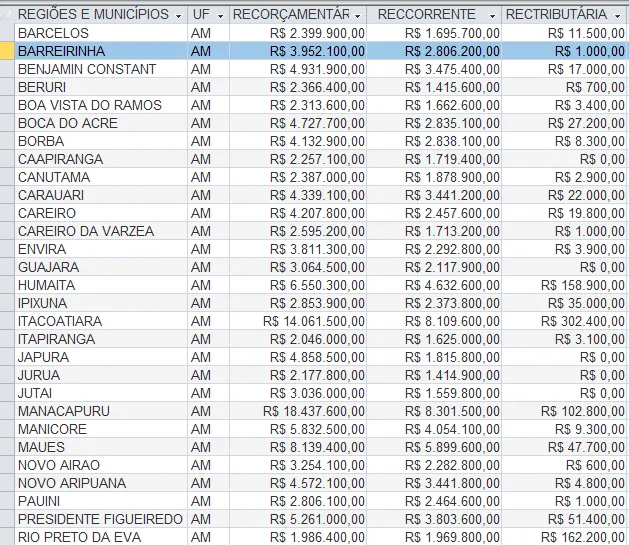 REGIÕES E MUNICÍPIOS UF RECORÇAMENTÁR RECCORRENTE RECTRIBUTÁRIA
BARCELOS AM R$ 2.399.900,00 R$ 1.695.700,00 R$ 11.500,00
BARREIRINHA AM R$ 3.952.100,00 R$ 2.806.200,00 R$ 1.000,00
BENJAMIN CONSTANT AM R$ 4.931.900,00 R$ 3.475.400,00 R$ 17.000,00
BERURI AM R$ 2.366.400,00 R$ 1.415.600,00 R$ 700,00
BOA VISTA DO RAMOS AM R$ 2.313.600,00 R$ 1.662.600,00 R$ 3.400,00
BOCA DO ACRE AM R$ 4.727.700,00 R$ 2.835.100,00 R$ 27.200,00
BORBA AM R$ 4.132.900,00 R$ 2.838.100,00 R$ 8.300,00
CAAPIRANGA AM R$ 2.257.100,00 R$ 1.719.400,00 R$ 0,00
CANUTAMA AM R$ 2.387.000,00 R$ 1.878.900,00 R$ 2.900,00
CARAUARI AM R$ 4.339.100,00 R$ 3.441.200,00 R$ 22.000,00
CAREIRO AM R$ 4.207.800,00 R$ 2.457.600,00 R$ 19.800,00
CAREIRO DA VARZEA AM R$ 2.595.200,00 R$ 1.713.200,00 R$ 1.000,00
ENVIRA AM R$ 3.811.300,00 R$ 2.292.800,00 R$ 3.900,00
GUAJARA AM R$ 3.064.500,00 R$ 2.117.900,00 R$ 0,00
HUMAITA AM R$ 6.550.300,00 R$ 4.632.600,00 R$ 158.900,00
IPIXUNA AM R$ 2.853.900,00 R$ 2.373.800,00 R$ 35.000,00
ITACOATIARA AM R$ 14.061.500,00 R$ 8.109.600,00 R$ 302.400,00
ITAPIRANGA AM R$ 2.046.000,00 R$ 1.625.000,00 R$ 3.100,00
JAPURA AM R$ 4.858.500,00 R$ 1.815.800,00 R$ 0,00
JURUA AM R$ 2.177.800,00 R$ 1.414.900,00 R$ 0,00
JUTAI AM R$ 3.036.000,00 R$ 1.559.800,00 R$ 0,00
MANACAPURU AM R$ 18.437.600,00 R$ 8.301.500,00 R$ 102.800,00
MANICORE AM R$ 5.832.500,00 R$ 4.054.100,00 R$ 9.300,00
MAUES AM R$ 8.139.400,00 R$ 5.899.600,00 R$ 47.700,00
NOVO AIRAO AM R$ 3.254.100,00 R$ 2.282.800,00 R$ 600,00
NOVO ARIPUANA AM R$ 4.572.100,00 R$ 3.441.800,00 R$ 4.800,00
PAUINI AM R$ 2.806.100,00 R$ 2.464.600,00 R$ 1.000,00
PRESIDENTE FIGUEIREDO AM R$ 5.261.000,00 R$ 3.803.600,00 R$ 51.400,00
RIO PRETO DA EVA AM R$ 1.986.400,00 R$ 1.969.800,00 R$ 162.200,00